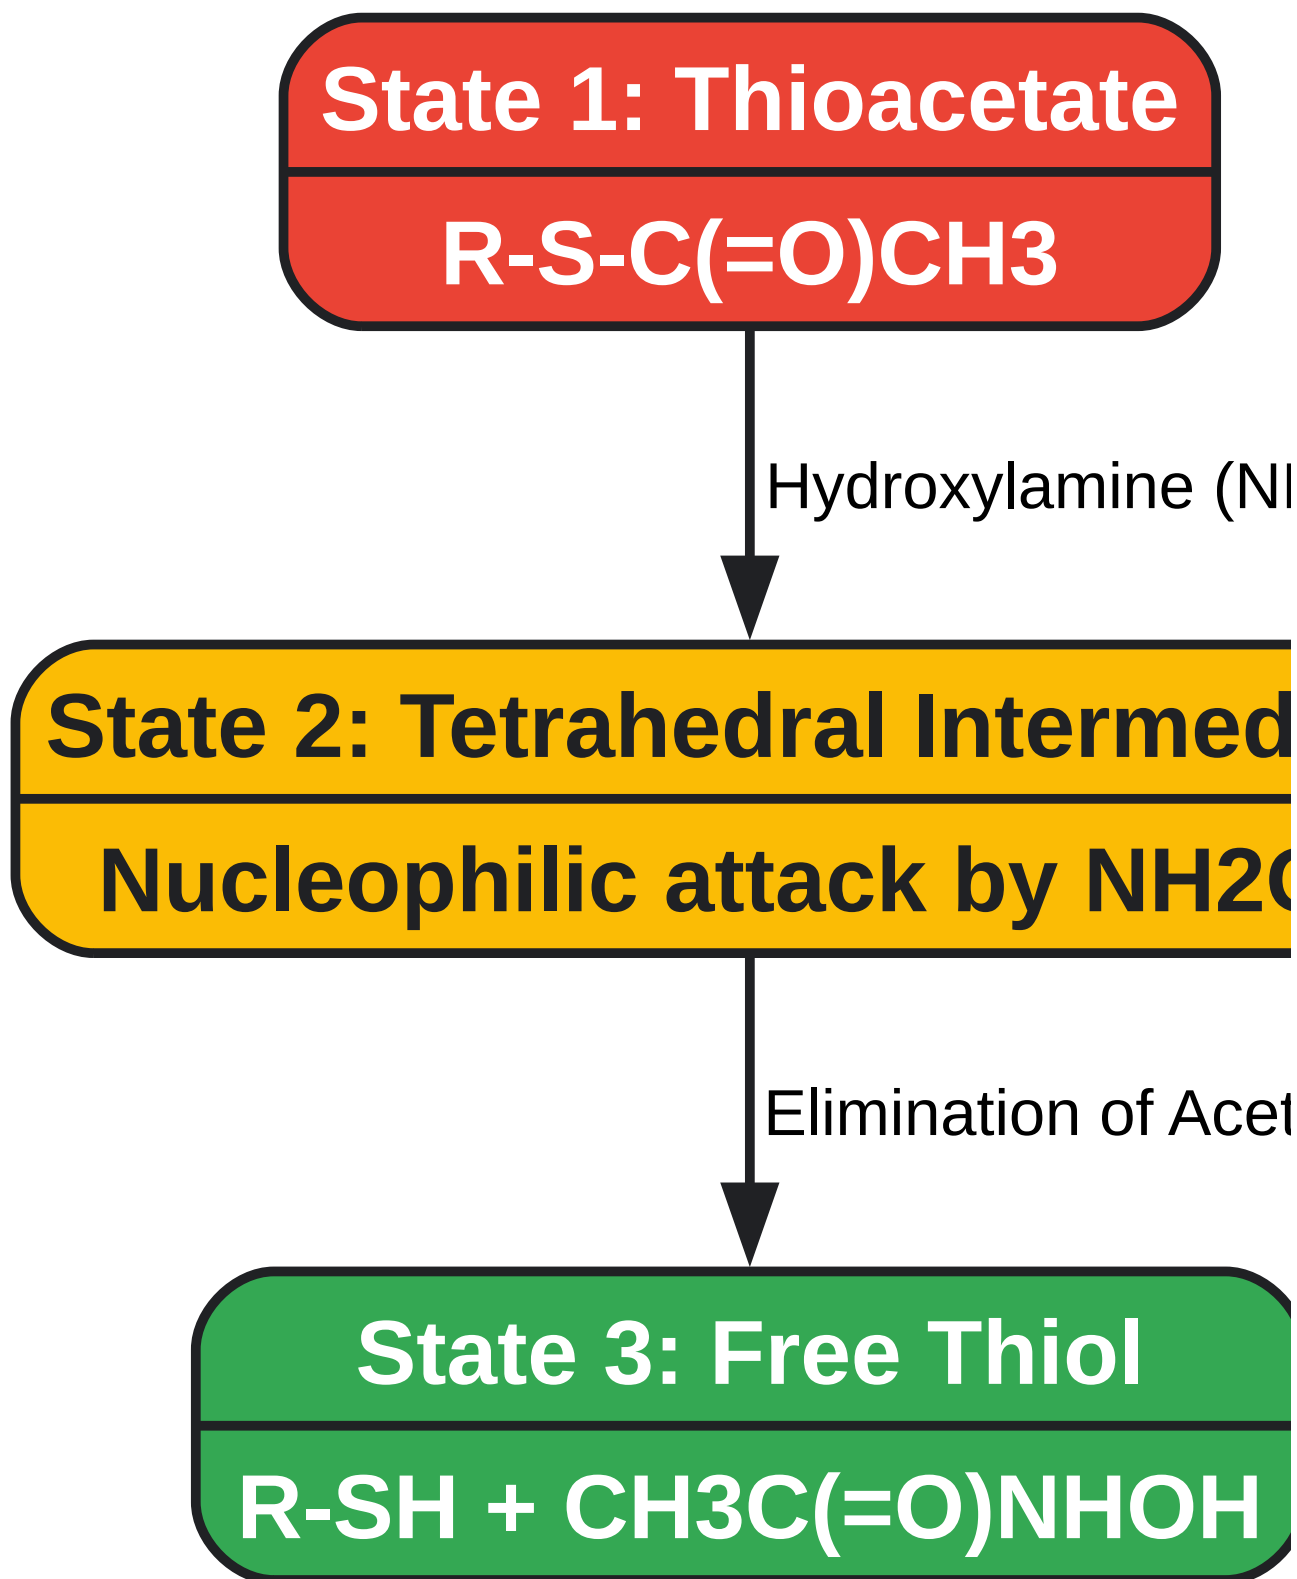 State 1: Thioacetate
R-S-C(=O)CH3
Hydroxylamine
State 2: Tetrahedral
Nucleophilic attack by
Elimination of
State 3: Free Thiol
R-SH + CH3C(=O)NHOH